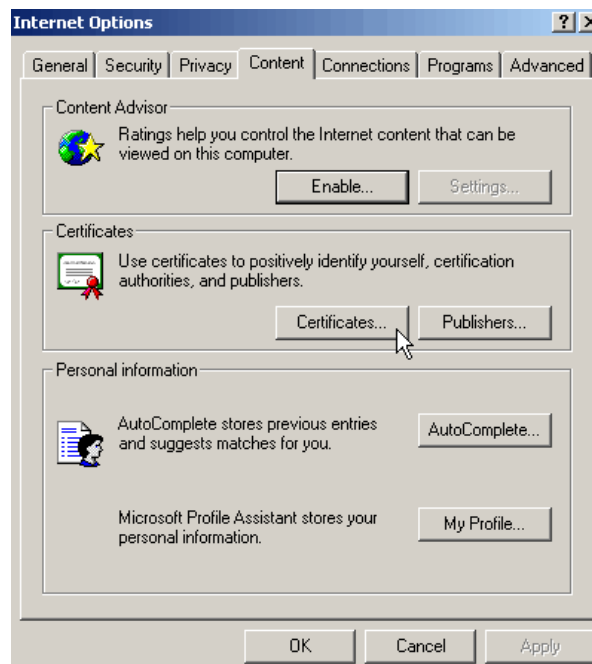 Internet Options
General Security Privacy Content Connections Programs Advanced
Content Advisor
Ratings help you control the Internet content that can be
viewed on this computer.
Enable... Settings...
Certificates
Use certificates to positively identify yourself, certification
authorities, and publishers.
Certificates... Publishers...
Personal information
AutoComplete stores previous entries
and suggests matches for you.
AutoComplete...
Microsoft Profile Assistant stores your
personal information.
My Profile...
OK Cancel Apply